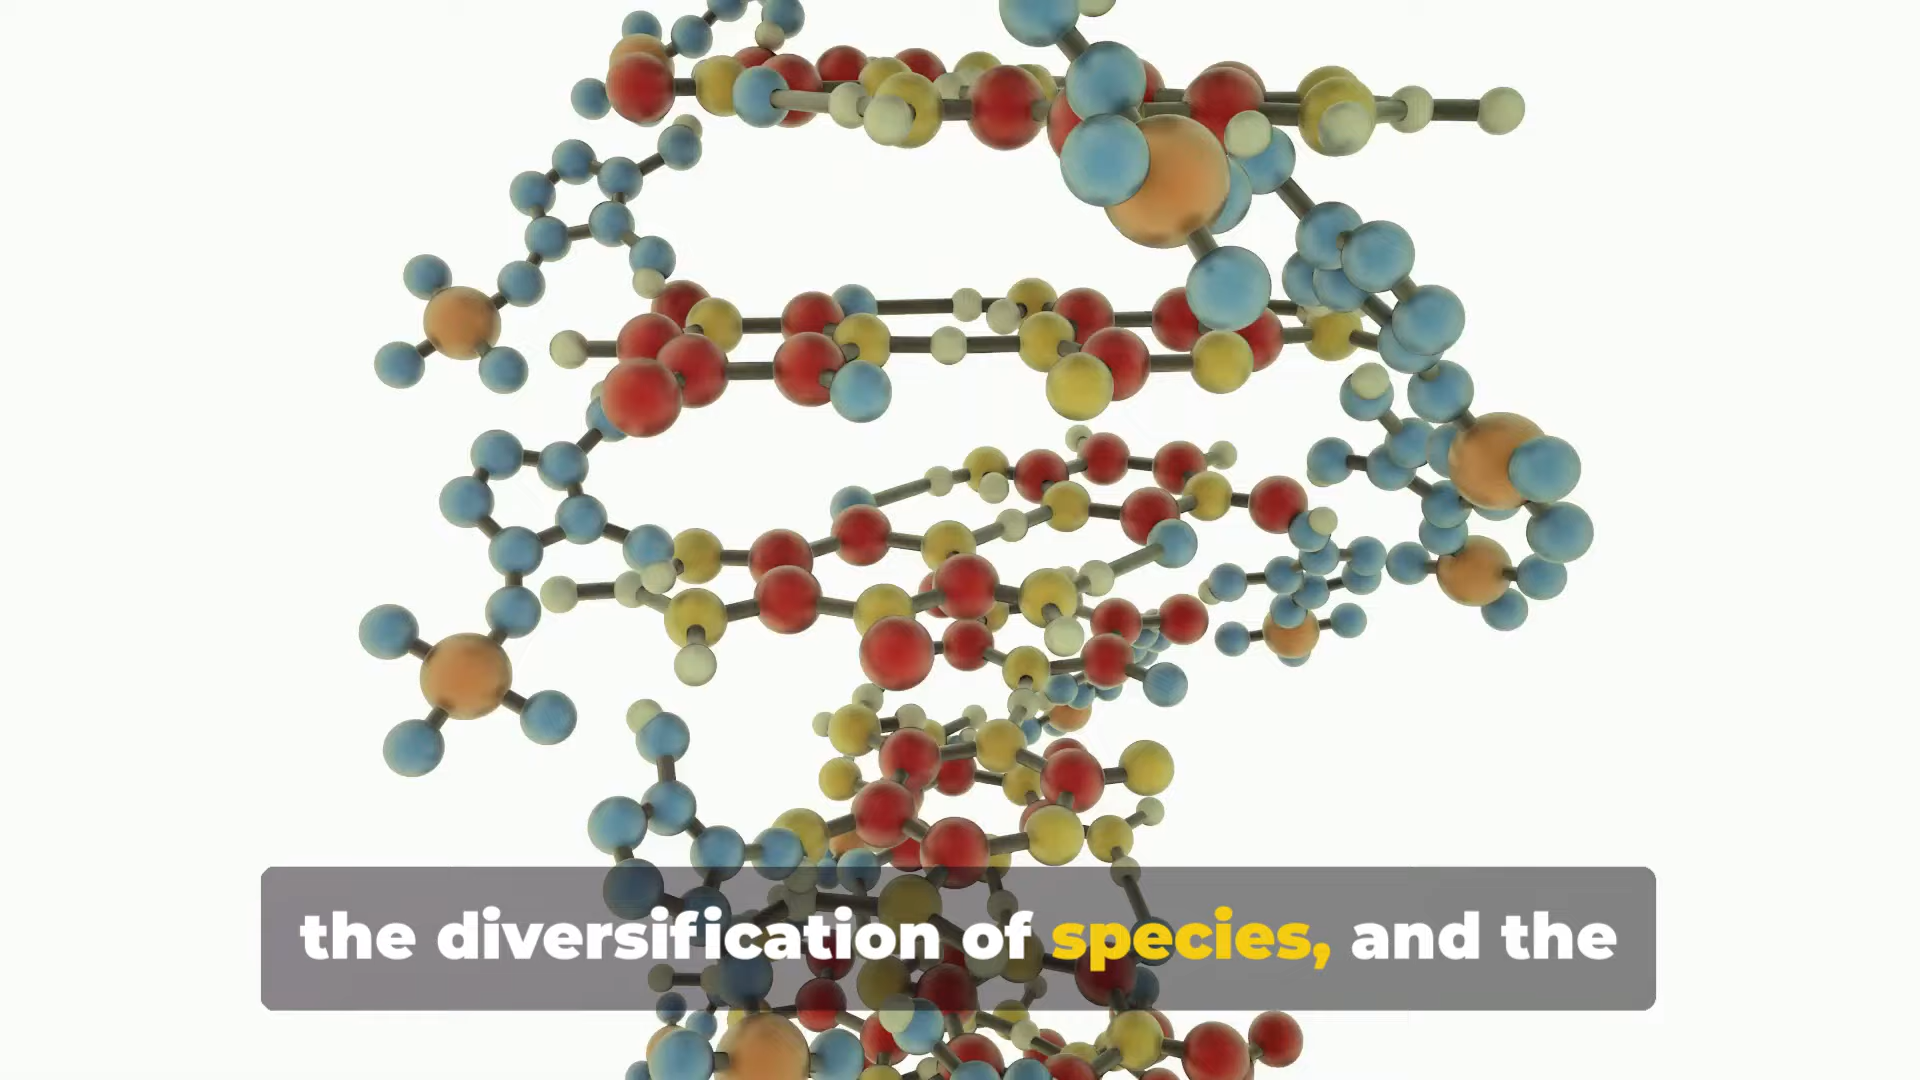 the diversification of species, and the